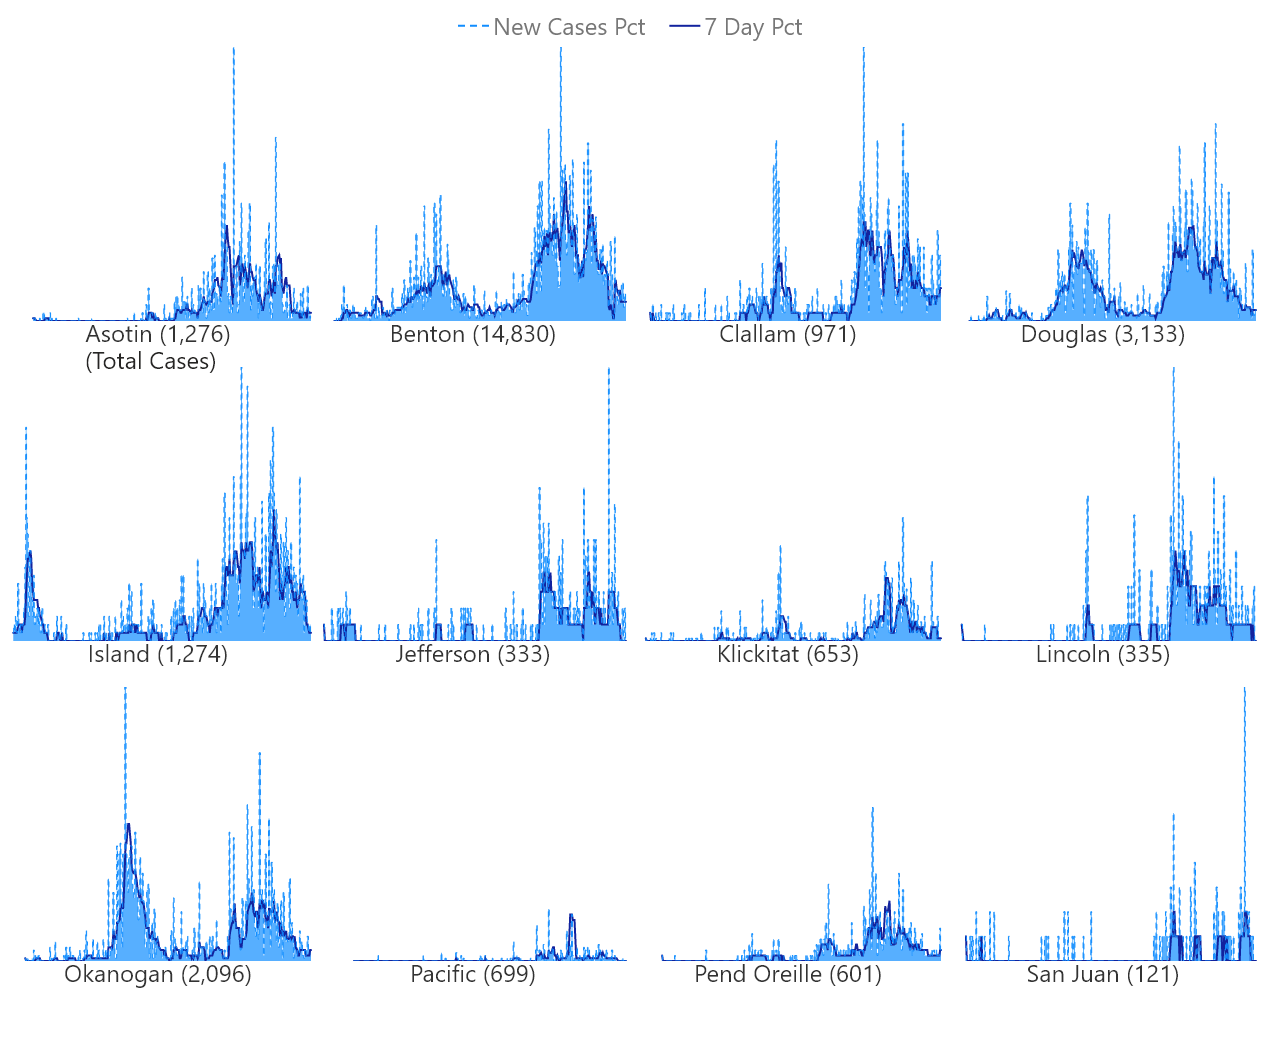 New Cases Pct 7 Day Pct
Asotin (1,276) Benton (14,830) Clallam (971) Douglas (3,133)
(Total Cases)
Island (1,274) Jefferson (333) Klickitat (653) Lincoln (335)
Okanogan (2,096) Pacific (699) Pend Oreille (601) San Juan (121)